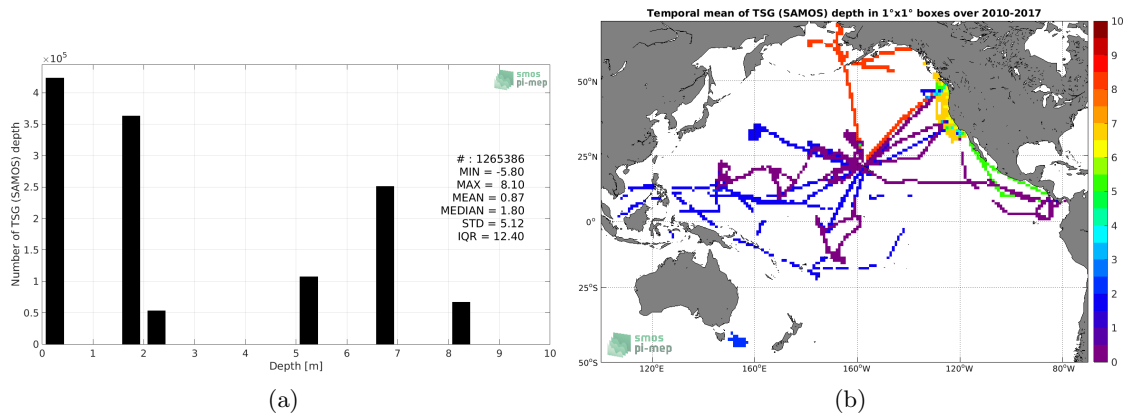 ×10⁵
4
3.5
3
2.5
2
1.5
1
0.5
0
Number of TSG (SAMOS) depth
0 1 2 3 4 5 6 7 8 9 10
Depth [m]
smos
pi-mep
# : 1265386
MIN = -5.80
MAX = 8.10
MEAN = 0.87
MEDIAN = 1.80
STD = 5.12
IQR = 12.40
(a)
Temporal mean of TSG (SAMOS) depth in 1°x1° boxes over 2010-2017
50°N
25°N
0°
25°S
50°S
120°E 160°E 160°W 120°W 80°W
smos
pi-mep
10
9
8
7
6
5
4
3
2
1
0
(b)